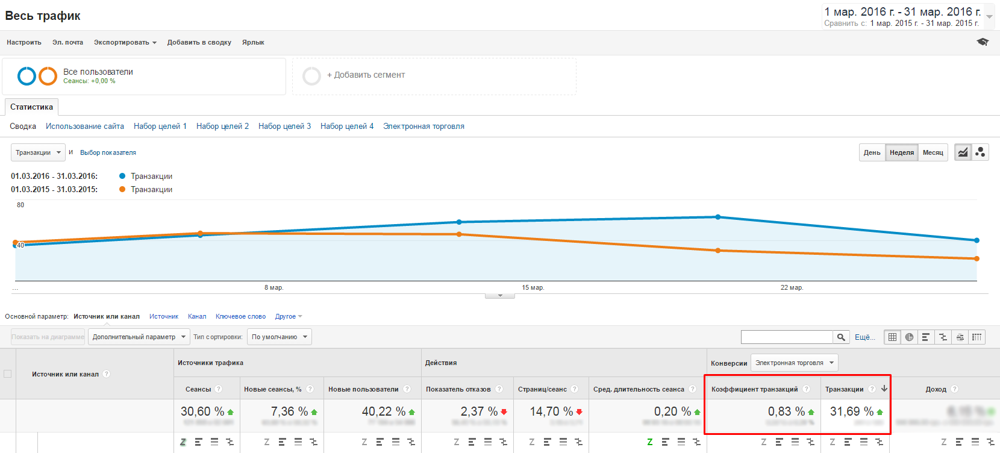 Весь трафик
1 мар. 2016 г. - 31 мар. 2016 г.
Сравнить с: 1 мар. 2015 г. - 31 мар. 2015 г.
Настроить Эл. почта Экспортировать Добавить в сводку Ярлык
Все пользователи
Сеансы: +0,00 %
+ Добавить сегмент
Статистика
Сводка Использование сайта Набор целей 1 Набор целей 2 Набор целей 3 Набор целей 4 Электронная торговля
Транзакции и Выбор показателя
День Неделя Месяц
01.03.2016 - 31.03.2016: Транзакции
01.03.2015 - 31.03.2015: Транзакции
80
40
... 8 мар. 15 мар. 22 мар.
Основной параметр: Источник или канал Источник Канал Ключевое слово Другое
Показать на диаграмме Дополнительный параметр Тип сортировки: По умолчанию Ещё...
Источники трафика Действия Конверсии Электронная торговля
Источник или канал ?
Сеансы ? Новые сеансы, % ? Новые пользователи ? Показатель отказов ? Страниц/сеанс ? Сред. длительность сеанса ? Коэффициент транзакций ? Транзакции ? Доход ?
30,60 % 7,36 % 40,22 % 2,37 % 14,70 % 0,20 % 0,83 % 31,69 %